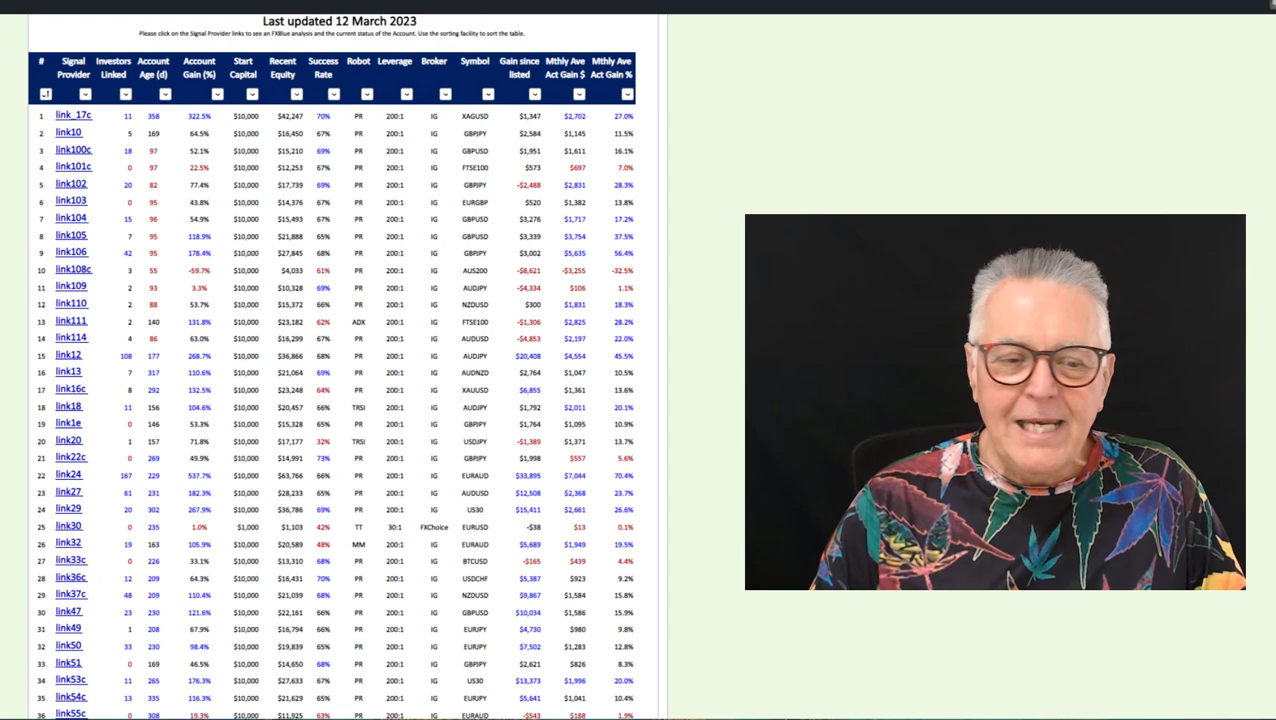 Last updated 12 March 2023
Please click on the Signal Provider links to see an FXBlue analysis and the current status of the Account. Use the sorting facility to sort the table.
# Signal Provider Investors Linked Account Age (d) Account Gain (%) Start Capital Recent Equity Success Rate Robot Leverage Broker Symbol Gain since listed Mthly Ave Act Gain $ Mthly Ave Act Gain %
1 link_17c 11 358 322.5% $10,000 $42,247 70% PR 200:1 IG XAGUSD $1,347 $2,702 27.0%
2 link10 5 169 64.5% $10,000 $16,450 67% PR 200:1 IG GBPJPY $2,584 $1,145 11.5%
3 link100c 18 97 52.1% $10,000 $15,210 69% PR 200:1 IG GBPUSD $1,951 $1,611 16.1%
4 link101c 0 97 22.5% $10,000 $12,253 67% PR 200:1 IG FTSE100 $573 $697 7.0%
5 link102 20 82 77.4% $10,000 $17,739 69% PR 200:1 IG GBPJPY -$2,488 $2,831 28.3%
6 link103 0 95 43.8% $10,000 $14,376 67% PR 200:1 IG EURGBP $520 $1,382 13.8%
7 link104 15 96 54.9% $10,000 $15,493 67% PR 200:1 IG GBPUSD $3,276 $1,717 17.2%
8 link105 7 95 118.9% $10,000 $21,888 65% PR 200:1 IG GBPUSD $3,339 $3,754 37.5%
9 link106 42 95 178.4% $10,000 $27,845 68% PR 200:1 IG GBPJPY $3,002 $5,635 56.4%
10 link108c 3 55 -59.7% $10,000 $4,033 61% PR 200:1 IG AUS200 -$8,621 -$3,255 -32.5%
11 link109 2 93 3.3% $10,000 $10,328 69% PR 200:1 IG AUDJPY -$4,334 $106 1.1%
12 link110 2 88 53.7% $10,000 $15,372 66% PR 200:1 IG NZDUSD $300 $1,831 18.3%
13 link111 2 140 131.8% $10,000 $23,182 62% ADX 200:1 IG FTSE100 -$1,306 $2,825 28.2%
14 link114 4 86 63.0% $10,000 $16,299 67% PR 200:1 IG AUDUSD -$4,853 $2,197 22.0%
15 link12 108 177 268.7% $10,000 $36,866 68% PR 200:1 IG AUDJPY $20,408 $4,554 45.5%
16 link13 7 317 110.6% $10,000 $21,064 69% PR 200:1 IG AUDNZD $2,764 $1,047 10.5%
17 link16c 8 292 132.5% $10,000 $23,248 64% PR 200:1 IG XAUUSD $6,855 $1,361 13.6%
18 link18 11 156 104.6% $10,000 $20,457 66% TRSI 200:1 IG AUDJPY $1,792 $2,011 20.1%
19 link1e 0 146 53.3% $10,000 $15,328 65% PR 200:1 IG GBPJPY $1,764 $1,095 10.9%
20 link20 1 157 71.8% $10,000 $17,177 32% TRSI 200:1 IG USDJPY -$1,389 $1,371 13.7%
21 link22c 0 269 49.9% $10,000 $14,991 73% PR 200:1 IG GBPJPY $1,998 $557 5.6%
22 link24 167 229 537.7% $10,000 $63,766 66% PR 200:1 IG EURAUD $33,895 $7,044 70.4%
23 link27 61 231 182.3% $10,000 $28,233 65% PR 200:1 IG AUDUSD $12,508 $2,368 23.7%
24 link29 20 302 267.9% $10,000 $36,786 69% PR 200:1 IG US30 $15,411 $2,661 26.6%
25 link30 0 235 1.0% $1,000 $1,103 42% TT 30:1 FXChoice EURUSD -$38 $13 0.1%
26 link32 19 163 105.9% $10,000 $20,589 48% MM 200:1 IG EURAUD $5,689 $1,949 19.5%
27 link33c 0 226 33.1% $10,000 $13,310 68% PR 200:1 IG BTCUSD -$165 $439 4.4%
28 link36c 12 209 64.3% $10,000 $16,431 70% PR 200:1 IG USDCHF $5,387 $923 9.2%
29 link37c 48 209 110.4% $10,000 $21,039 68% PR 200:1 IG NZDUSD $9,867 $1,584 15.8%
30 link47 23 230 121.6% $10,000 $22,161 66% PR 200:1 IG GBPUSD $10,034 $1,586 15.9%
31 link49 1 208 67.9% $10,000 $16,794 66% PR 200:1 IG EURJPY $4,730 $980 9.8%
32 link50 33 230 98.4% $10,000 $19,839 65% PR 200:1 IG EURJPY $7,502 $1,283 12.8%
33 link51 0 169 46.5% $10,000 $14,650 68% PR 200:1 IG GBPJPY $2,621 $826 8.3%
34 link53c 11 265 176.3% $10,000 $27,633 67% PR 200:1 IG US30 $13,373 $1,996 20.0%
35 link54c 13 335 116.3% $10,000 $21,629 65% PR 200:1 IG EURJPY $5,641 $1,041 10.4%
36 link55c 0 308 19.3% $10,000 $11,925 63% PR 200:1 IG EURAUD -$543 $188 1.9%